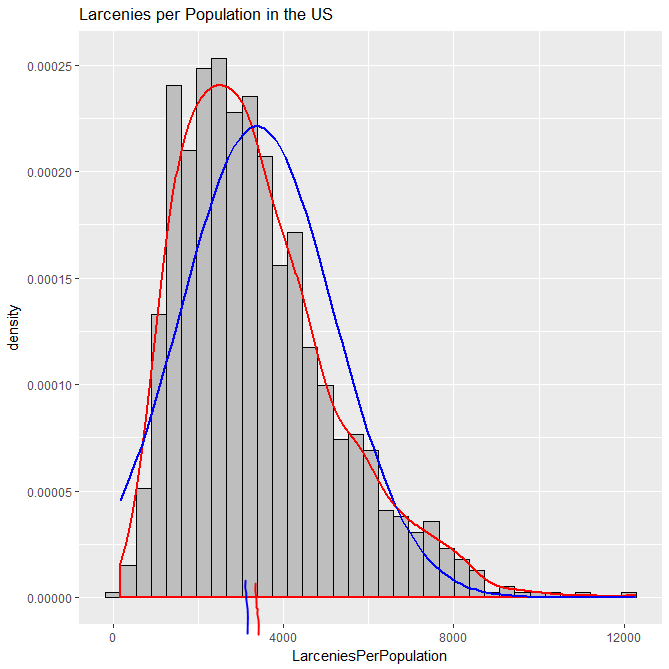 Larcenies per Population in the US
density
0.00025
0.00020
0.00015
0.00010
0.00005
0.00000
0 4000 8000 12000
LarceniesPerPopulation